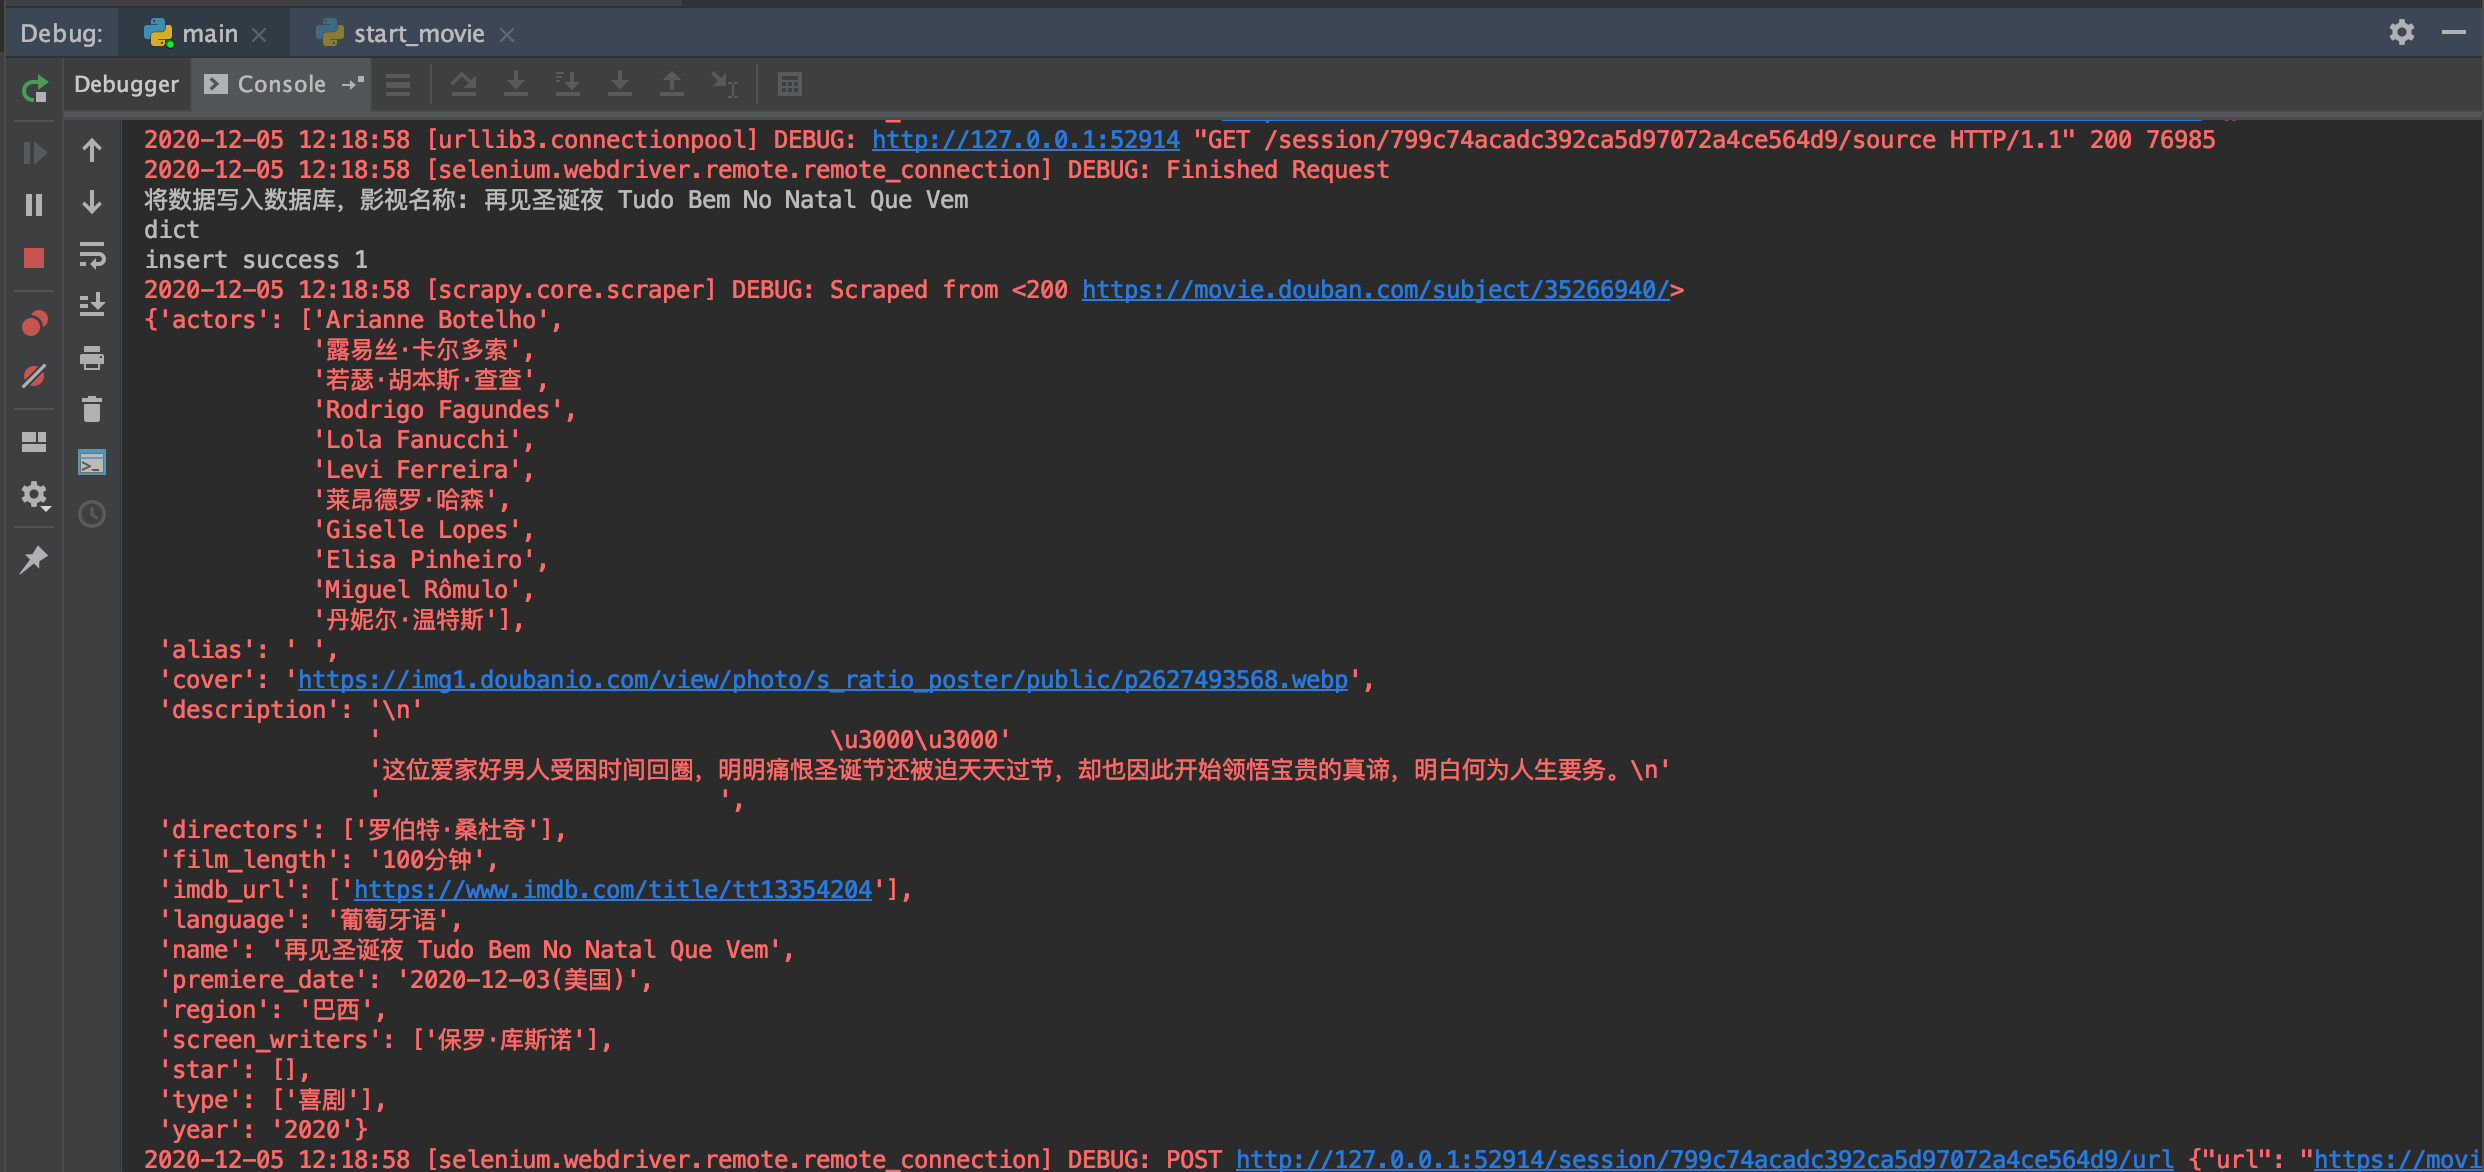 Debug: main start_movie
Debugger Console
2020-12-05 12:18:58 [urllib3.connectionpool] DEBUG: http://127.0.0.1:52914 "GET /session/799c74acadc392ca5d97072a4ce564d9/source HTTP/1.1" 200 76985
2020-12-05 12:18:58 [selenium.webdriver.remote.remote_connection] DEBUG: Finished Request
将数据写入数据库，影视名称: 再见圣诞夜 Tudo Bem No Natal Que Vem
dict
insert success 1
2020-12-05 12:18:58 [scrapy.core.scraper] DEBUG: Scraped from <200 https://movie.douban.com/subject/35266940/>
{'actors': ['Arianne Botelho',
'露易丝·卡尔多索',
'若瑟·胡本斯·查查',
'Rodrigo Fagundes',
'Lola Fanucchi',
'Levi Ferreira',
'莱昂德罗·哈森',
'Giselle Lopes',
'Elisa Pinheiro',
'Miguel Rômulo',
'丹妮尔·温特斯'],
'alias': ' ',
'cover': 'https://img1.doubanio.com/view/photo/s_ratio_poster/public/p2627493568.webp',
'description': '\n'
' \u3000\u3000'
'这位爱家好男人受困时间回圈，明明痛恨圣诞节还被迫天天过节，却也因此开始领悟宝贵的真谛，明白何为人生要务。\n'
' ',
'directors': ['罗伯特·桑杜奇'],
'film_length': '100分钟',
'imdb_url': ['https://www.imdb.com/title/tt13354204'],
'language': '葡萄牙语',
'name': '再见圣诞夜 Tudo Bem No Natal Que Vem',
'premiere_date': '2020-12-03(美国)',
'region': '巴西',
'screen_writers': ['保罗·库斯诺'],
'star': [],
'type': ['喜剧'],
'year': '2020'}
2020-12-05 12:18:58 [selenium.webdriver.remote.remote_connection] DEBUG: POST http://127.0.0.1:52914/session/799c74acadc392ca5d97072a4ce564d9/url {"url": "https://movi